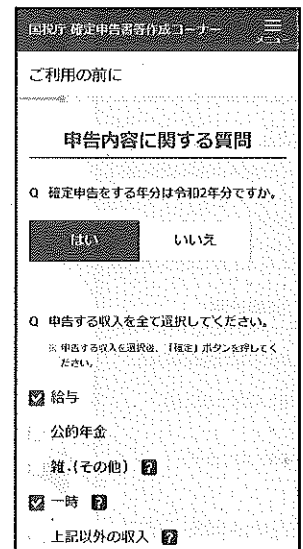 国税庁 確定申告書等作成コーナー
メニュー
ご利用の前に
申告内容に関する質問
Q 確定申告をする年分は令和2年分ですか。
はい
いいえ
Q 申告する収入を全て選択してください。
※ 申告する収入を選択後、「確定」ボタンを押してく
ださい。
給与
公的年金
雑(その他) ?
一時 ?
上記以外の収入 ?